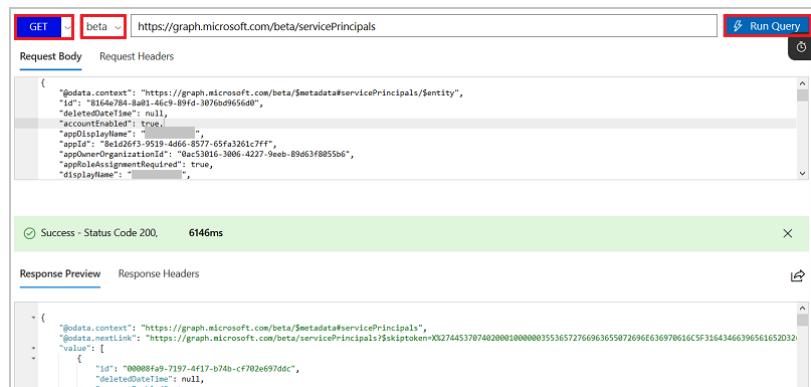 GET beta https://graph.microsoft.com/beta/servicePrincipals Run Query
Request Body Request Headers
{
"@odata.context": "https://graph.microsoft.com/beta/$metadata#servicePrincipals/$entity",
"id": "8164e784-8a01-46c9-89fd-3076bd9656d0",
"deletedDateTime": null,
"accountEnabled": true,
"appDisplayName": " ",
"appId": "8e1d26f3-9519-4d66-8577-65fa3261c7ff",
"appOwnerOrganizationId": "0ac53016-3006-4227-9eeb-89d63f8055b6",
"appRoleAssignmentRequired": true,
"displayName": " ",
Success - Status Code 200, 6146ms
Response Preview Response Headers
{
"@odata.context": "https://graph.microsoft.com/beta/$metadata#servicePrincipals",
"@odata.nextLink":
"value": [
{
"id": "00008fa9-7197-4f17-b74b-cf702e697ddc",
"deletedDateTime": null,